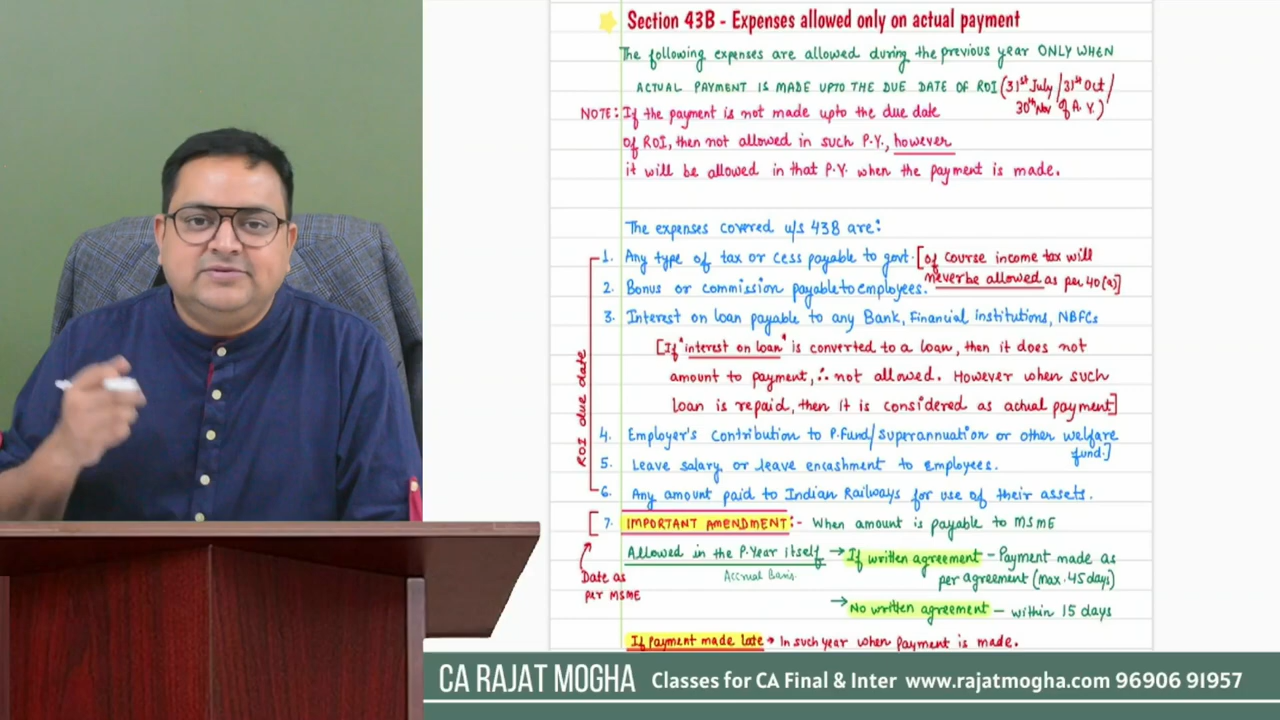 Section 43B - Expenses allowed only on actual payment
The following expenses are allowed during the previous year ONLY WHEN
ACTUAL PAYMENT IS MADE UPTO THE DUE DATE OF ROI (31st July / 31st Oct /
30th Nov of A.Y.)
NOTE: If the payment is not made upto the due date
of ROI, then not allowed in such P.Y., however
it will be allowed in that P.Y. when the payment is made.
The expenses covered u/s 43B are:
1. Any type of tax or cess payable to govt. [of course income tax will
never be allowed as per 40(a)]
2. Bonus or commission payable to employees.
3. Interest on loan payable to any Bank, Financial institutions, NBFCs
[If "interest on loan" is converted to a loan, then it does not
amount to payment, ∴ not allowed. However when such
loan is repaid, then it is considered as actual payment]
4. Employer's contribution to P.Fund/Superannuation or other welfare
fund.]
5. Leave salary or leave encashment to employees.
6. Any amount paid to Indian Railways for use of their assets.
ROI due date
7. IMPORTANT AMENDMENT:- When amount is payable to MSME
Allowed in the P.Year itself → If written agreement - Payment made as
per agreement (max. 45 days)
Accrual Basis
Date as
per MSME
→ No written agreement - within 15 days
If payment made late → In such year when payment is made.
CA RAJAT MOGHA Classes for CA Final & Inter www.rajatmogha.com 96906 91957